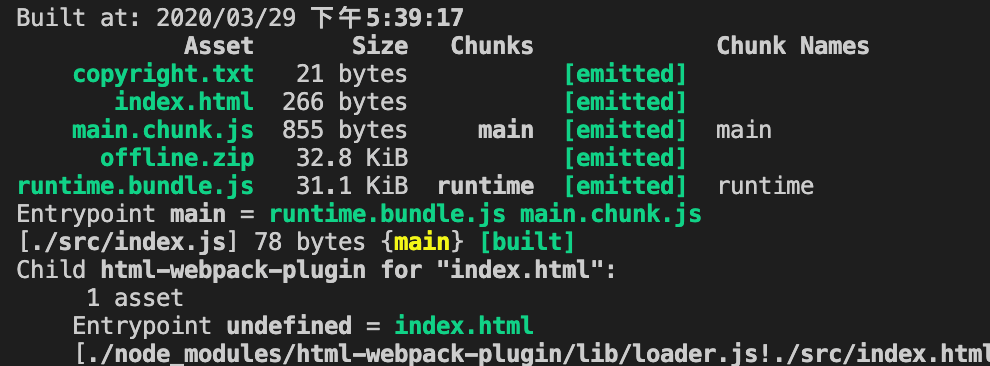 Built at: 2020/03/29 下午5:39:17
Asset Size Chunks Chunk Names
copyright.txt 21 bytes [emitted]
index.html 266 bytes [emitted]
main.chunk.js 855 bytes main [emitted] main
offline.zip 32.8 KiB [emitted]
runtime.bundle.js 31.1 KiB runtime [emitted] runtime
Entrypoint main = runtime.bundle.js main.chunk.js
[./src/index.js] 78 bytes {main} [built]
Child html-webpack-plugin for "index.html":
1 asset
Entrypoint undefined = index.html
[./node_modules/html-webpack-plugin/lib/loader.js!./src/index.html